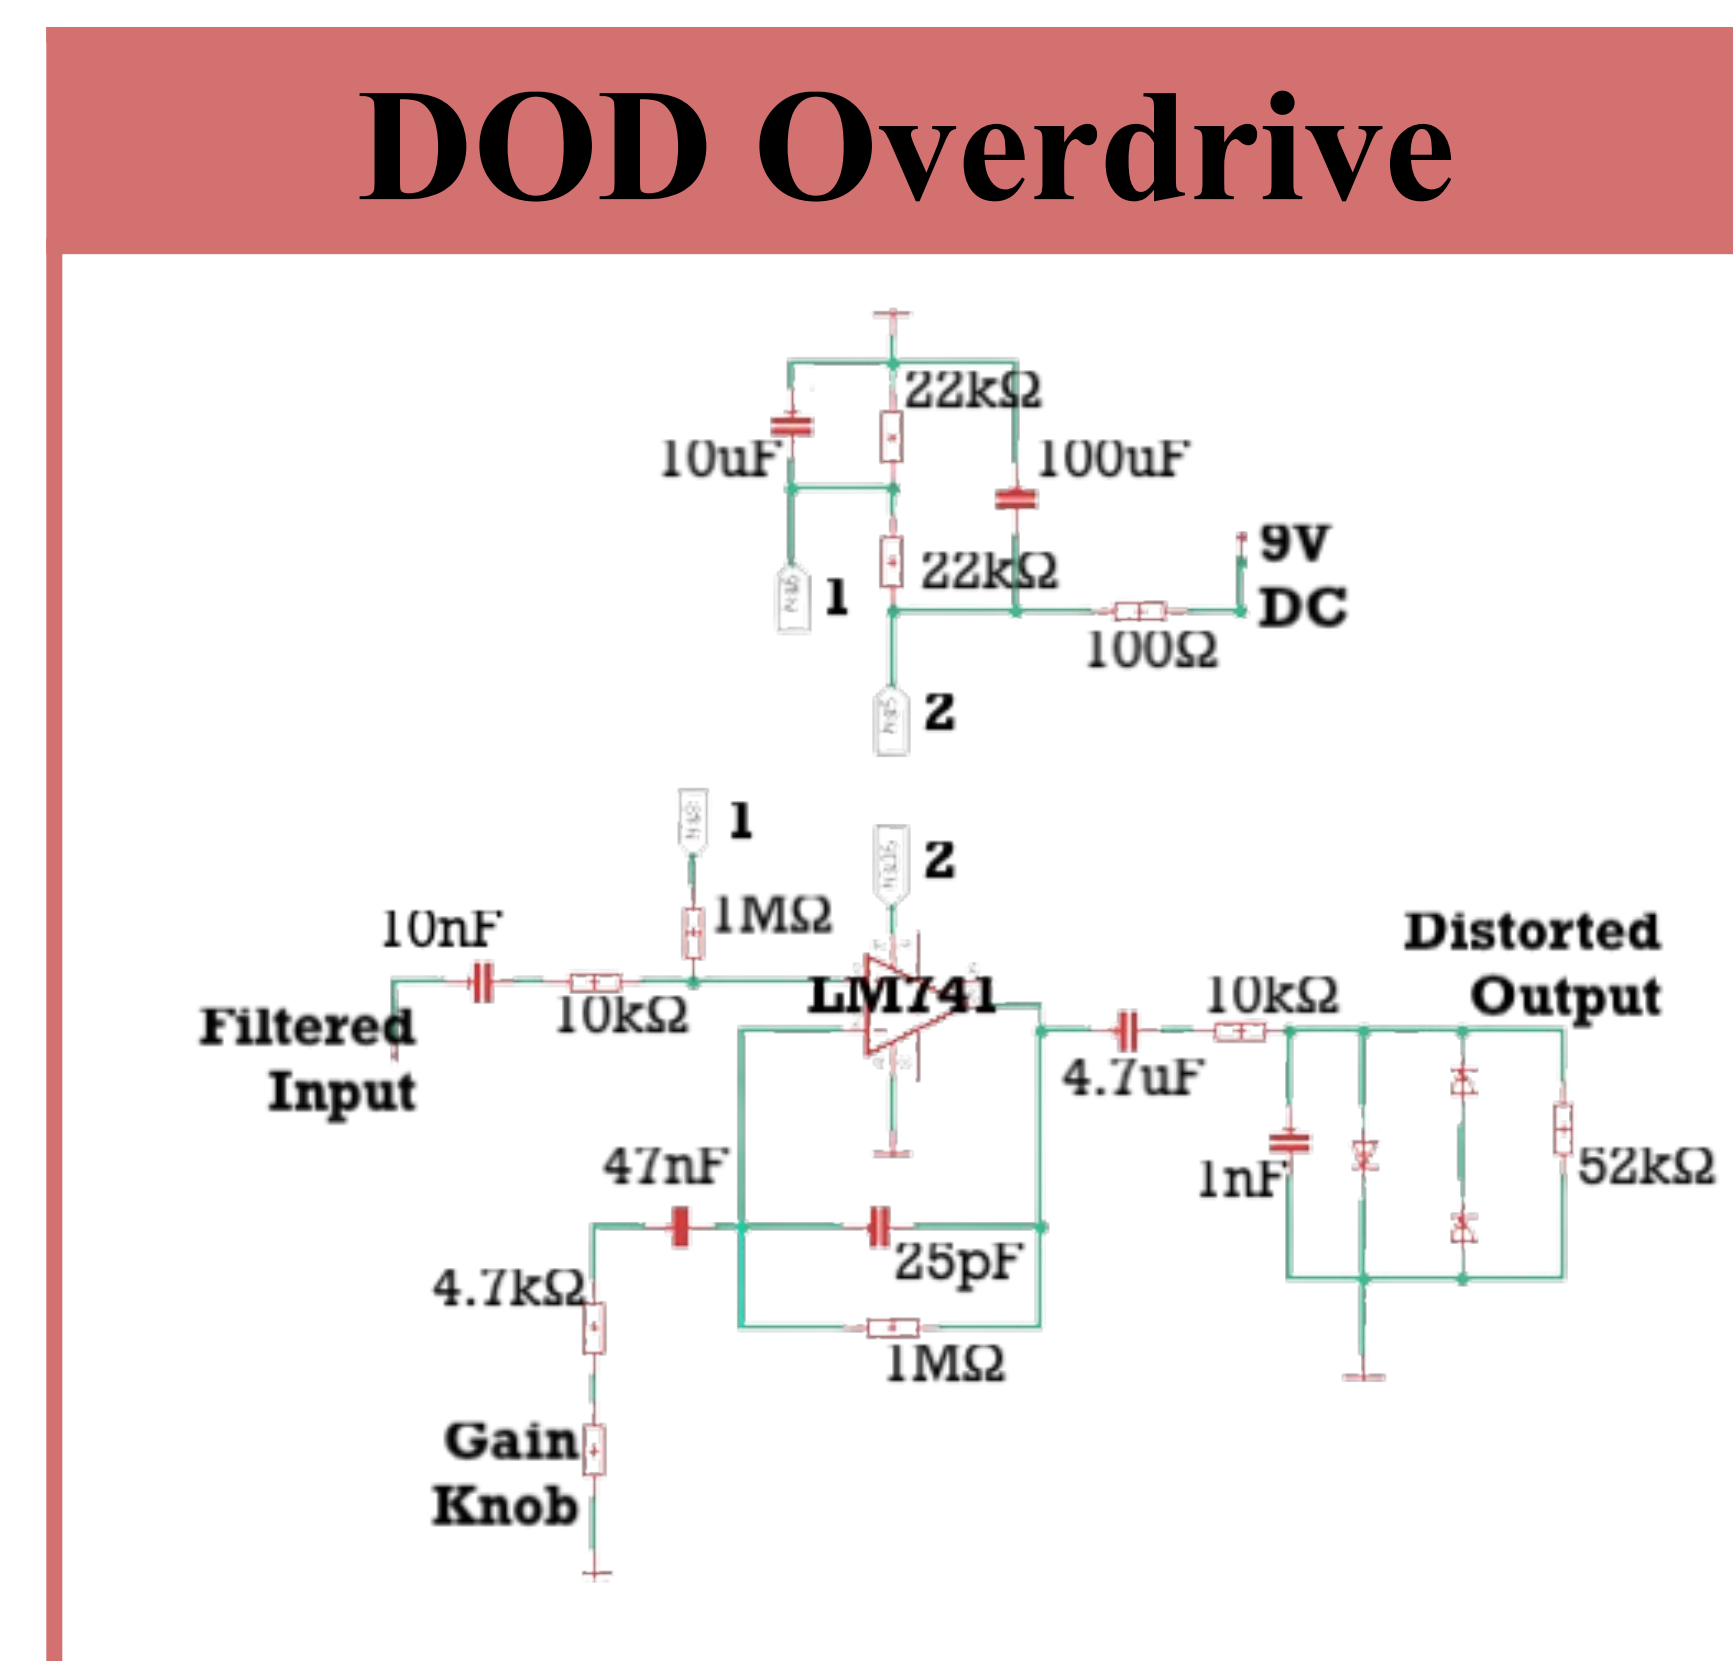 DOD Overdrive
22kΩ
10uF
100uF
9V
DC
22kΩ
1
100Ω
2
1
2
1MΩ
10nF
Distorted
Output
LM741
10kΩ
10kΩ
Filtered
Input
4.7uF
47nF
1nF
52kΩ
25pF
4.7kΩ
1MΩ
Gain
Knob